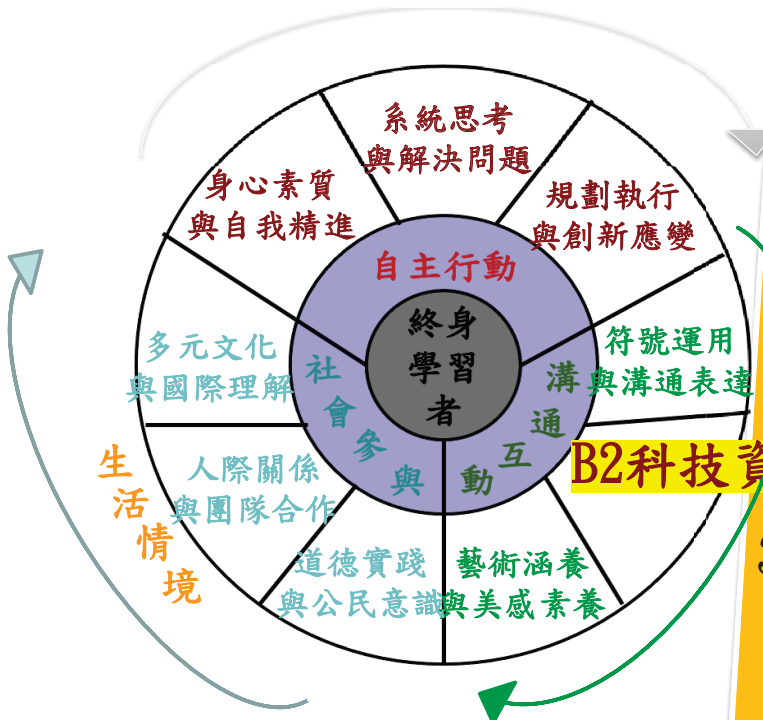 系統思考
與解決問題
身心素質
與自我精進
規劃執行
與創新應變
自主行動
終身
學習
者
符號運用
與溝通表達
多元文化
與國際理解
社會參與
溝通互動
B2科技資
人際關係
與團隊合作
生活情境
道德實踐
與公民意識
藝術涵養
與美感素養